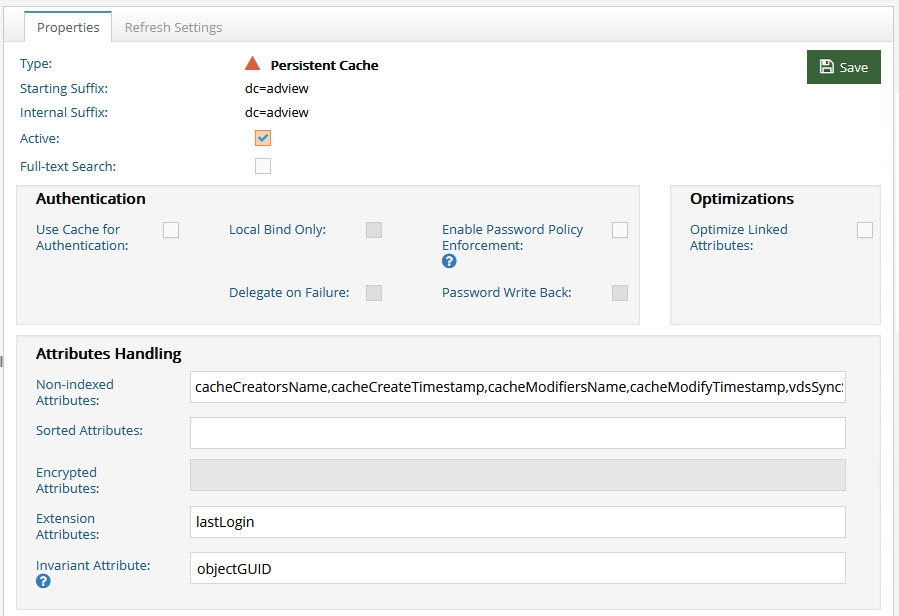 Properties
Refresh Settings
Type:
Persistent Cache
Save
Starting Suffix:
dc=adview
Internal Suffix:
dc=adview
Active:
Full-text Search:
Authentication
Use Cache for
Authentication:
Local Bind Only:
Enable Password Policy
Enforcement:
?
Delegate on Failure:
Password Write Back:
Optimizations
Optimize Linked
Attributes:
Attributes Handling
Non-indexed
Attributes:
cacheCreatorsName,cacheCreateTimestamp,cacheModifiersName,cacheModifyTimestamp,vdsSync
Sorted Attributes:
Encrypted
Attributes:
Extension
Attributes:
lastLogin
Invariant Attribute:
?
objectGUID